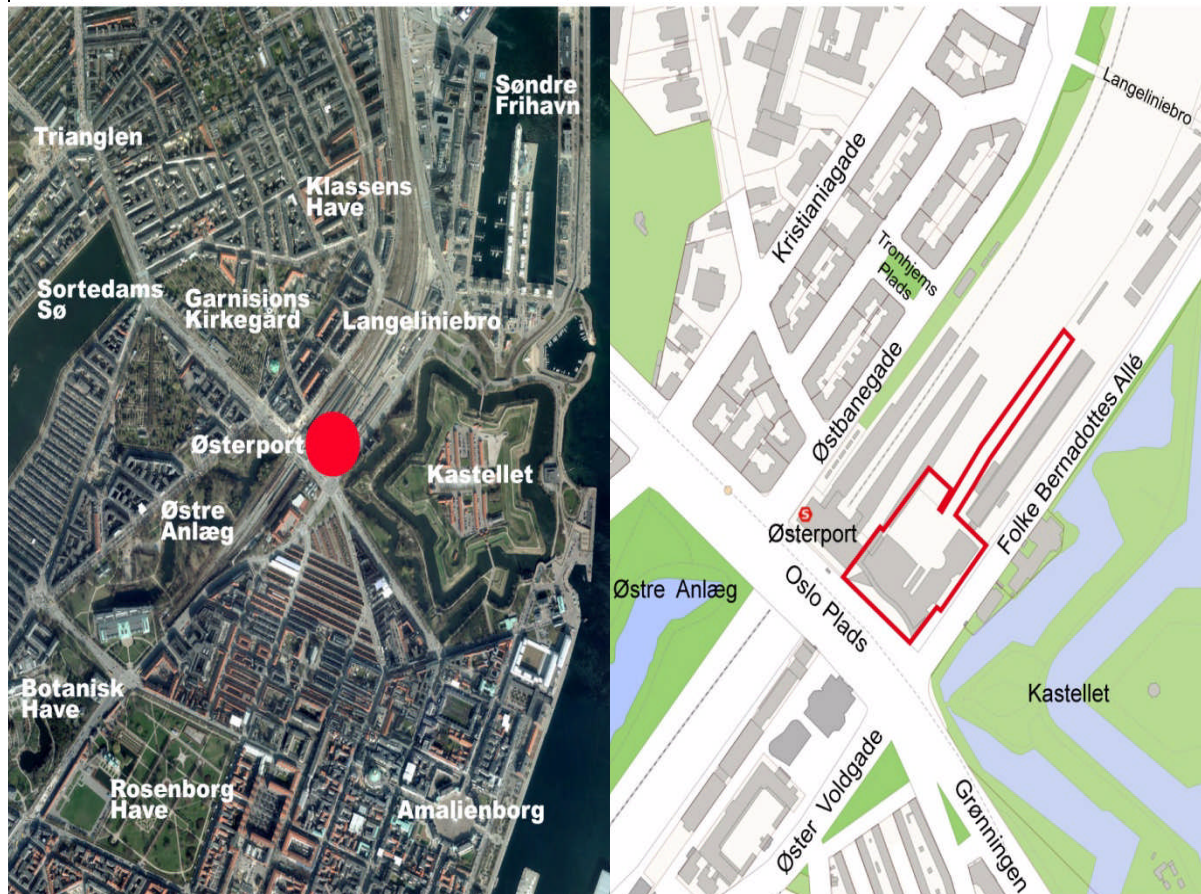 Søndre
Frihavn
Trianglen
Klassens
Have
Sortedams
Sø
Garnisions
Kirkegård
Langeliniebro
Østerport
Kastellet
Østre
Anlæg
Botanisk
Have
Rosenborg
Have
Amalienborg
Langeliniebro
Kristianiagade
Tronhjems
Plads
Østbanegade
Folke Bernadottes Allé
S
Østerport
Oslo Plads
Østre Anlæg
Kastellet
Øster Voldgade
Grønningen